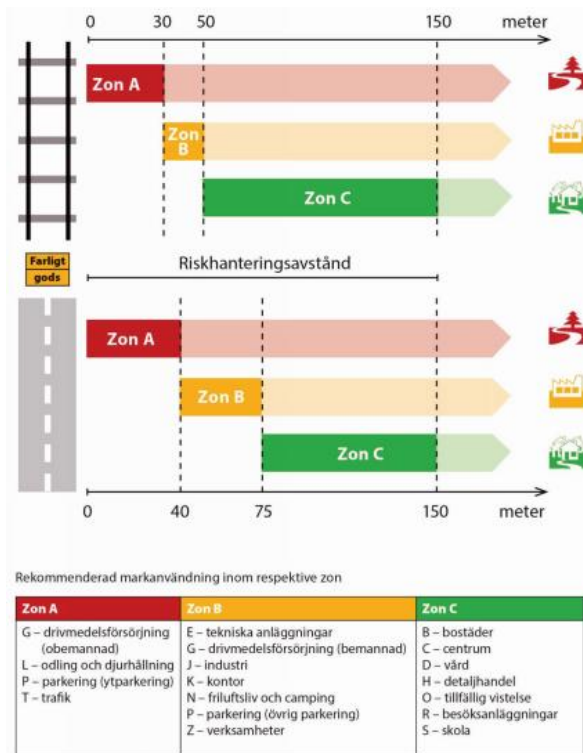 0 30 50 150 meter
Zon A
Zon
B
Zon C
Farligt
gods
Riskhanteringsavstånd
Zon A
Zon B
Zon C
0 40 75 150 meter
Rekommenderad markanvändning inom respektive zon
Zon A
G – drivmedelsförsörjning
(obemannad)
L – odling och djurhållning
P – parkering (ytparkering)
T – trafik
Zon B
E – tekniska anläggningar
G – drivmedelsförsörjning (bemannad)
J – industri
K – kontor
N – friluftsliv och camping
P – parkering (övrig parkering)
Z – verksamheter
Zon C
B – bostäder
C – centrum
D – vård
H – detaljhandel
O – tillfällig vistelse
R – besöksanläggningar
S – skola